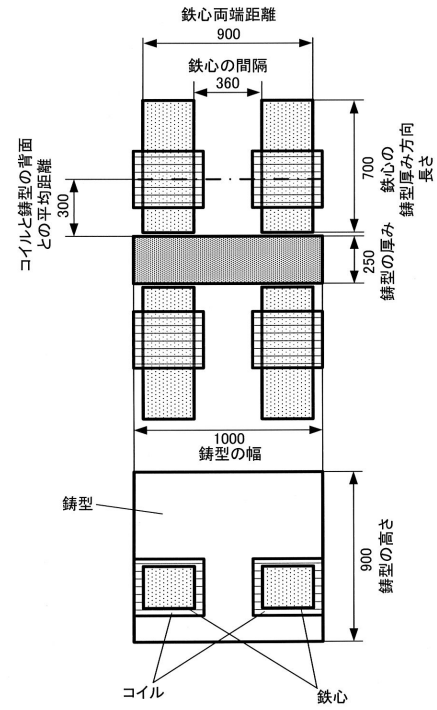 鉄心両端距離
900
鉄心の間隔
360
コイルと鋳型の背面
との平均距離
300
700
鉄心の
鋳型厚み方向
長さ
250
鋳型の厚み
1000
鋳型の幅
鋳型
900
鋳型の高さ
コイル
鉄心